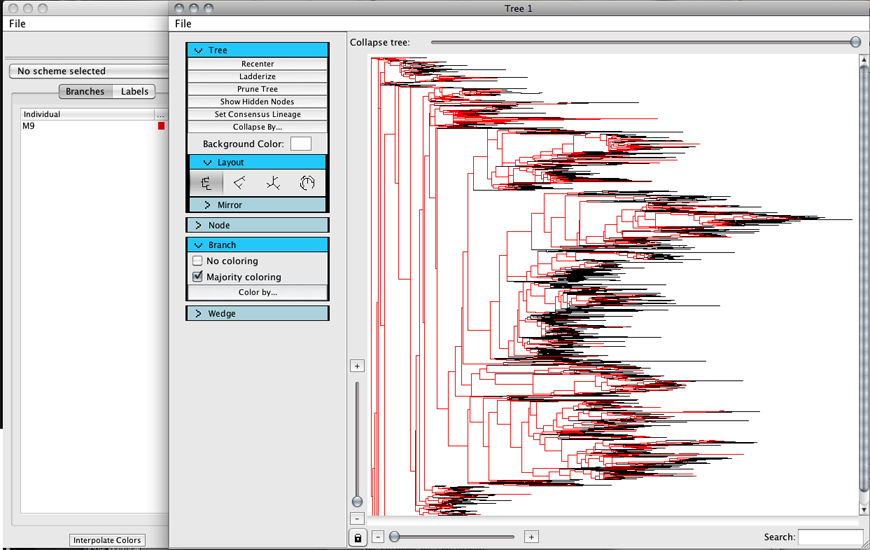 Tree 1
File
File
No scheme selected
Branches
Labels
Individual
...
M9
Tree
Recenter
Ladderize
Prune Tree
Show Hidden Nodes
Set Consensus Lineage
Collapse By...
Background Color:
Layout
Mirror
Node
Branch
No coloring
Majority coloring
Color by...
Wedge
Collapse tree:
+
-
-
+
Search:
Interpolate Colors